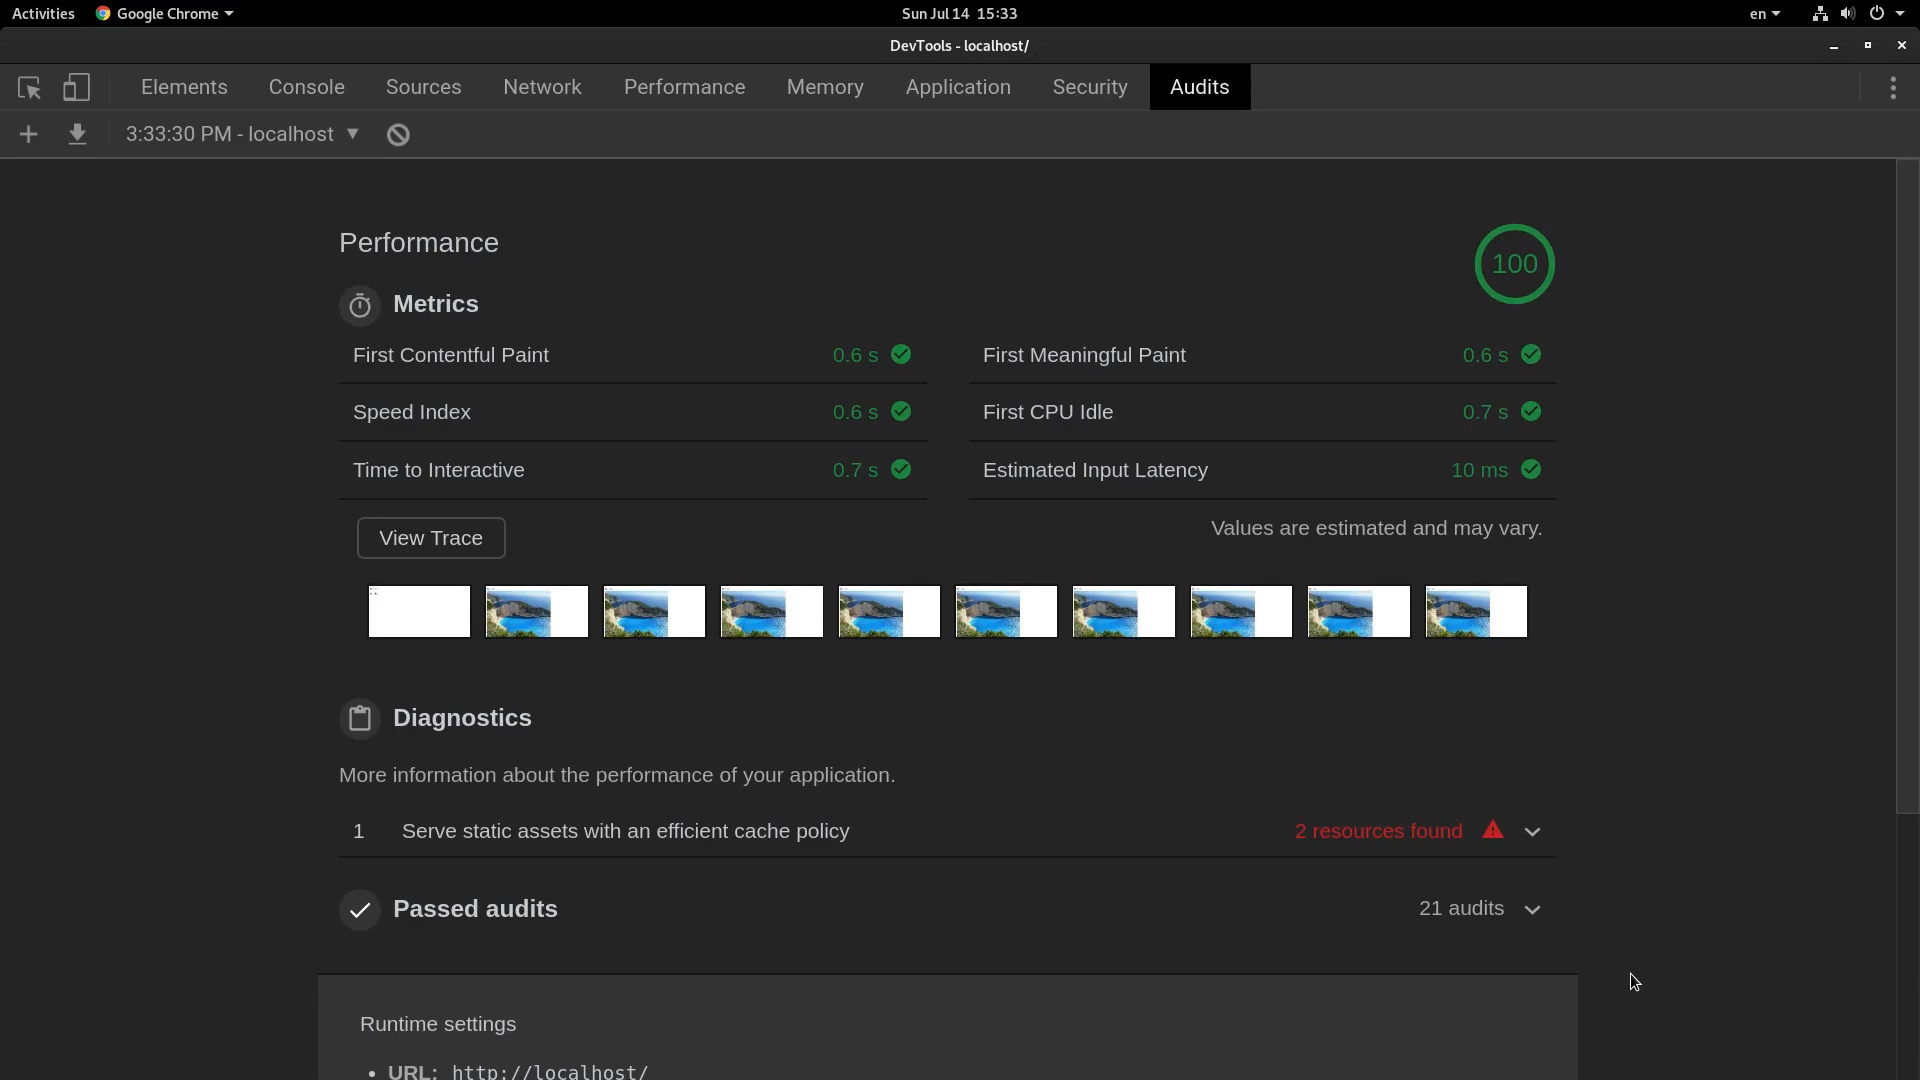 Activities Google Chrome Sun Jul 14 15:33 en
DevTools - localhost/
Elements Console Sources Network Performance Memory Application Security Audits
3:33:30 PM - localhost
Performance
100
Metrics
First Contentful Paint 0.6 s
First Meaningful Paint 0.6 s
Speed Index 0.6 s
First CPU Idle 0.7 s
Time to Interactive 0.7 s
Estimated Input Latency 10 ms
View Trace
Values are estimated and may vary.
Diagnostics
More information about the performance of your application.
1 Serve static assets with an efficient cache policy 2 resources found
Passed audits 21 audits
Runtime settings
• URL: http://localhost/